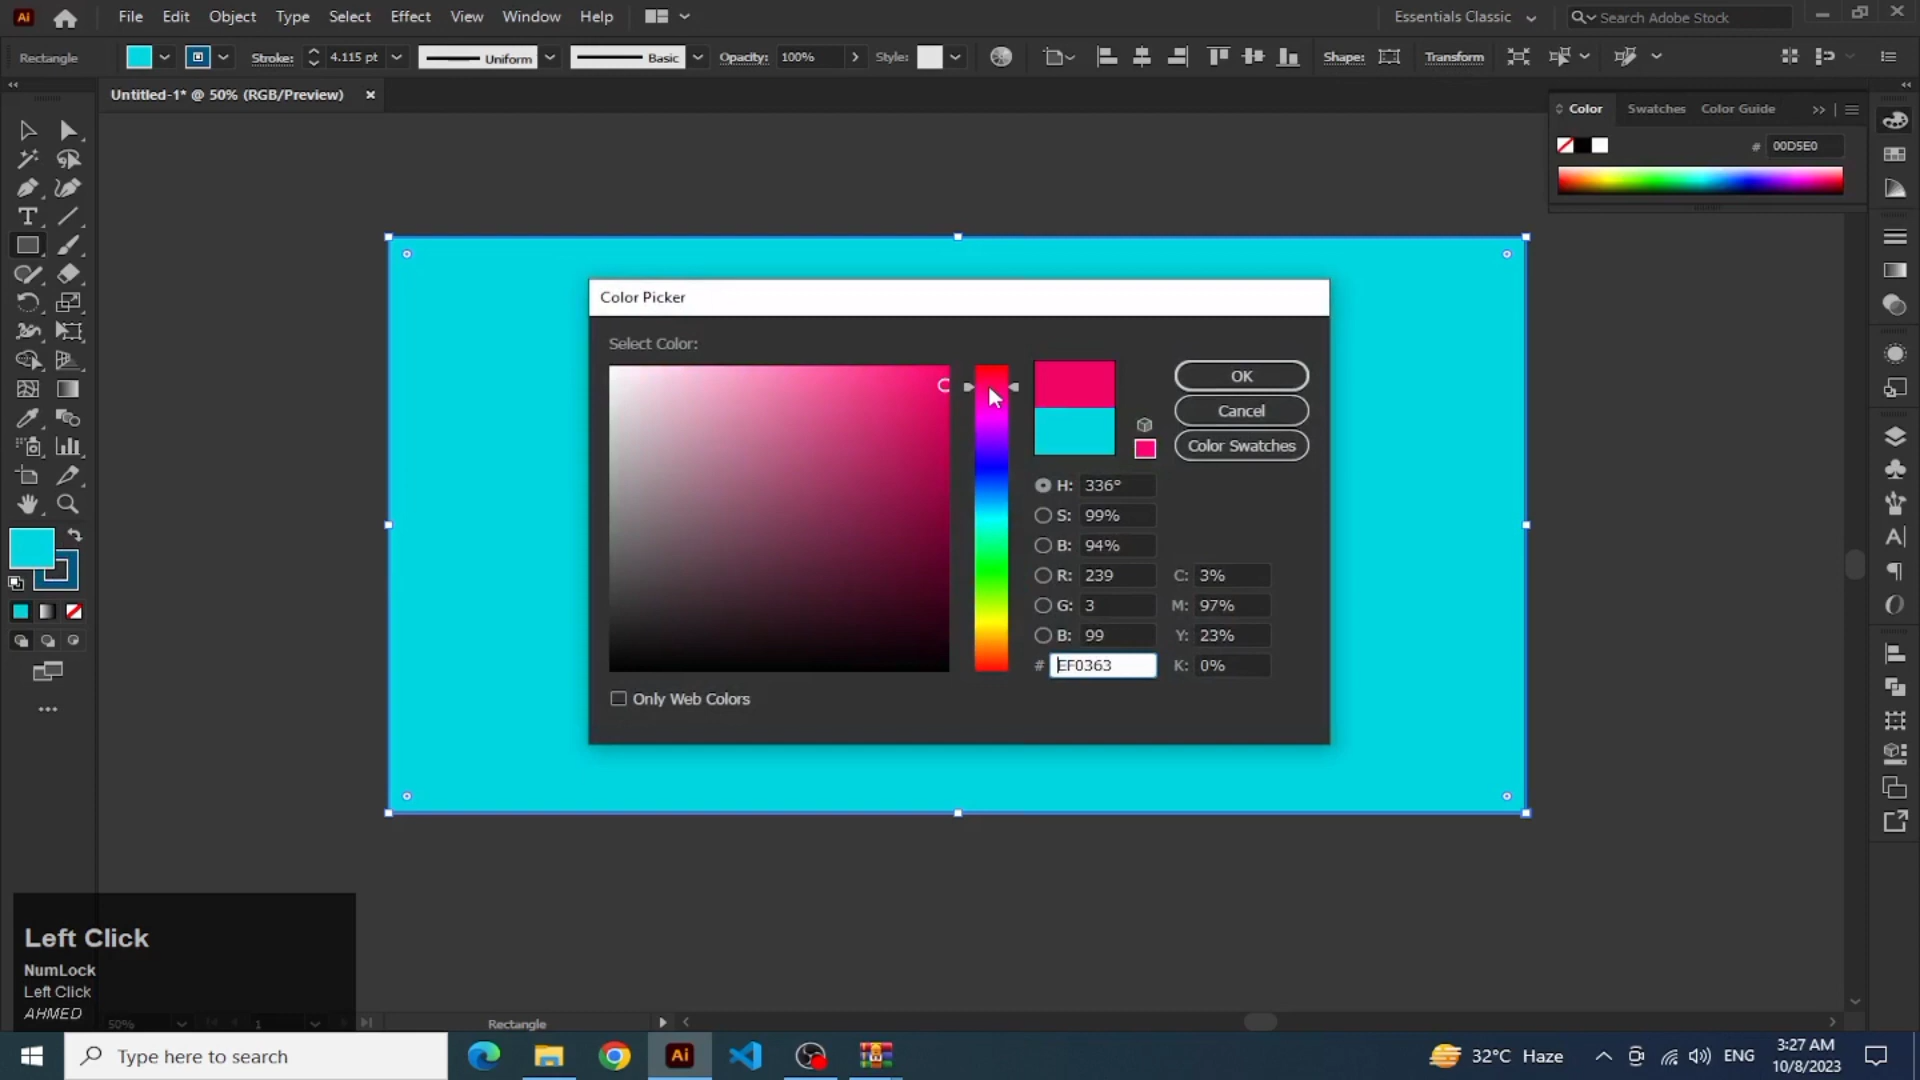 Ai File Edit Object Type Select Effect View Window Help Essentials Classic Search Adobe Stock
Rectangle Stroke: 4.115 pt Uniform Basic Opacity: 100% Style: Shape: Transform
Untitled-1* @ 50% (RGB/Preview)
Color Swatches Color Guide
# 00D5E0
Color Picker
Select Color:
OK
Cancel
Color Swatches
H: 336°
S: 99%
B: 94%
R: 239 C: 3%
G: 3 M: 97%
B: 99 Y: 23%
# EF0363 K: 0%
Only Web Colors
Left Click
NumLock
Left Click
AHMED
50% 1 Rectangle
Type here to search
Ai
32°C Haze
ENG
3:27 AM
10/8/2023